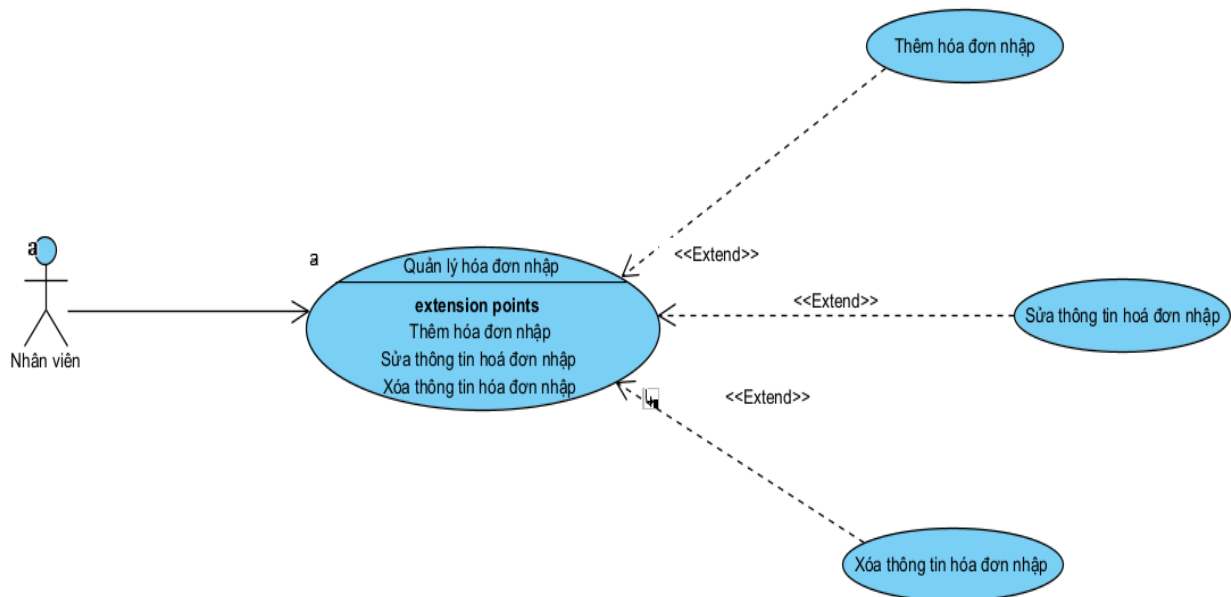 Thêm hóa đơn nhập
a
a
Quản lý hóa đơn nhập
<<Extend>>
extension points
<<Extend>>
Thêm hóa đơn nhập
Sửa thông tin hoá đơn nhập
Nhân viên
Sửa thông tin hoá đơn nhập
Xóa thông tin hóa đơn nhập
<<Extend>>
Xóa thông tin hóa đơn nhập